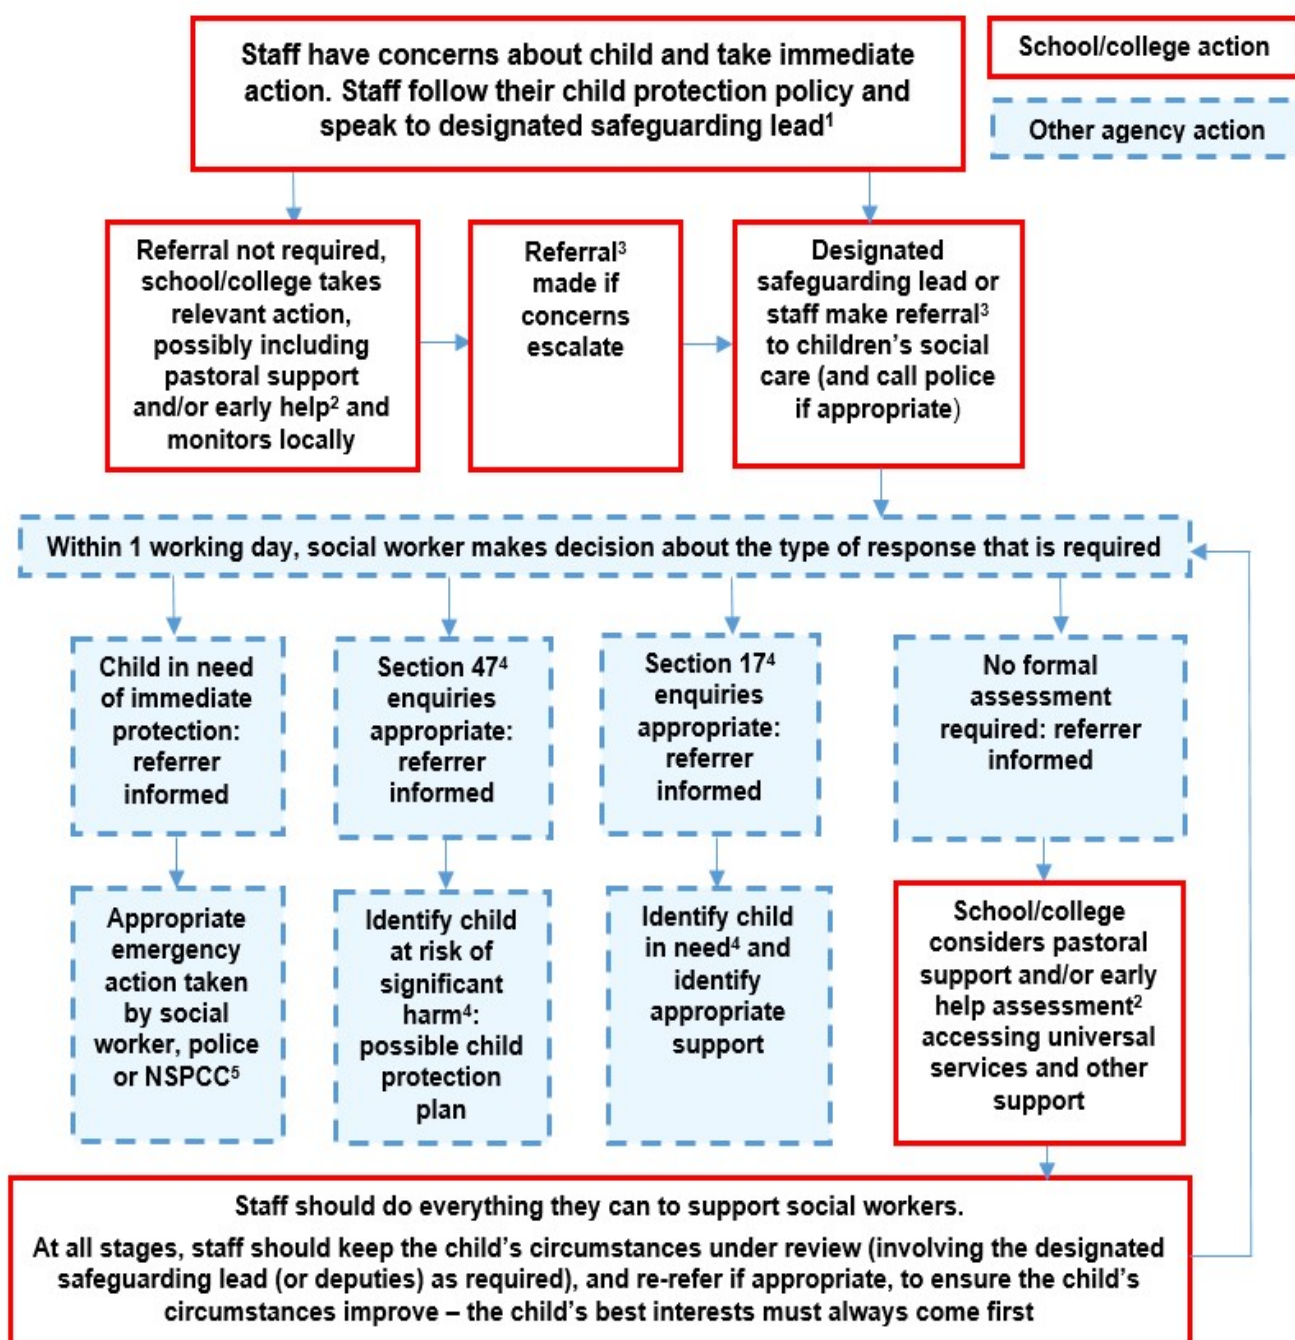 Staff have concerns about child and take immediate
action. Staff follow their child protection policy and
speak to designated safeguarding lead¹
School/college action
Other agency action
Referral not required,
school/college takes
relevant action,
possibly including
pastoral support
and/or early help² and
monitors locally
Referral³
made if
concerns
escalate
Designated
safeguarding lead or
staff make referral³
to children’s social
care (and call police
if appropriate)
Within 1 working day, social worker makes decision about the type of response that is required
Child in need
of immediate
protection:
referrer
informed
Section 47⁴
enquiries
appropriate:
referrer
informed
Section 17⁴
enquiries
appropriate:
referrer
informed
No formal
assessment
required: referrer
informed
Appropriate
emergency
action taken
by social
worker, police
or NSPCC⁵
Identify child
at risk of
significant
harm⁴:
possible child
protection
plan
Identify child
in need⁴ and
identify
appropriate
support
School/college
considers pastoral
support and/or early
help assessment²
accessing universal
services and other
support
Staff should do everything they can to support social workers.
At all stages, staff should keep the child’s circumstances under review (involving the designated
safeguarding lead (or deputies) as required), and re-refer if appropriate, to ensure the child’s
circumstances improve – the child’s best interests must always come first